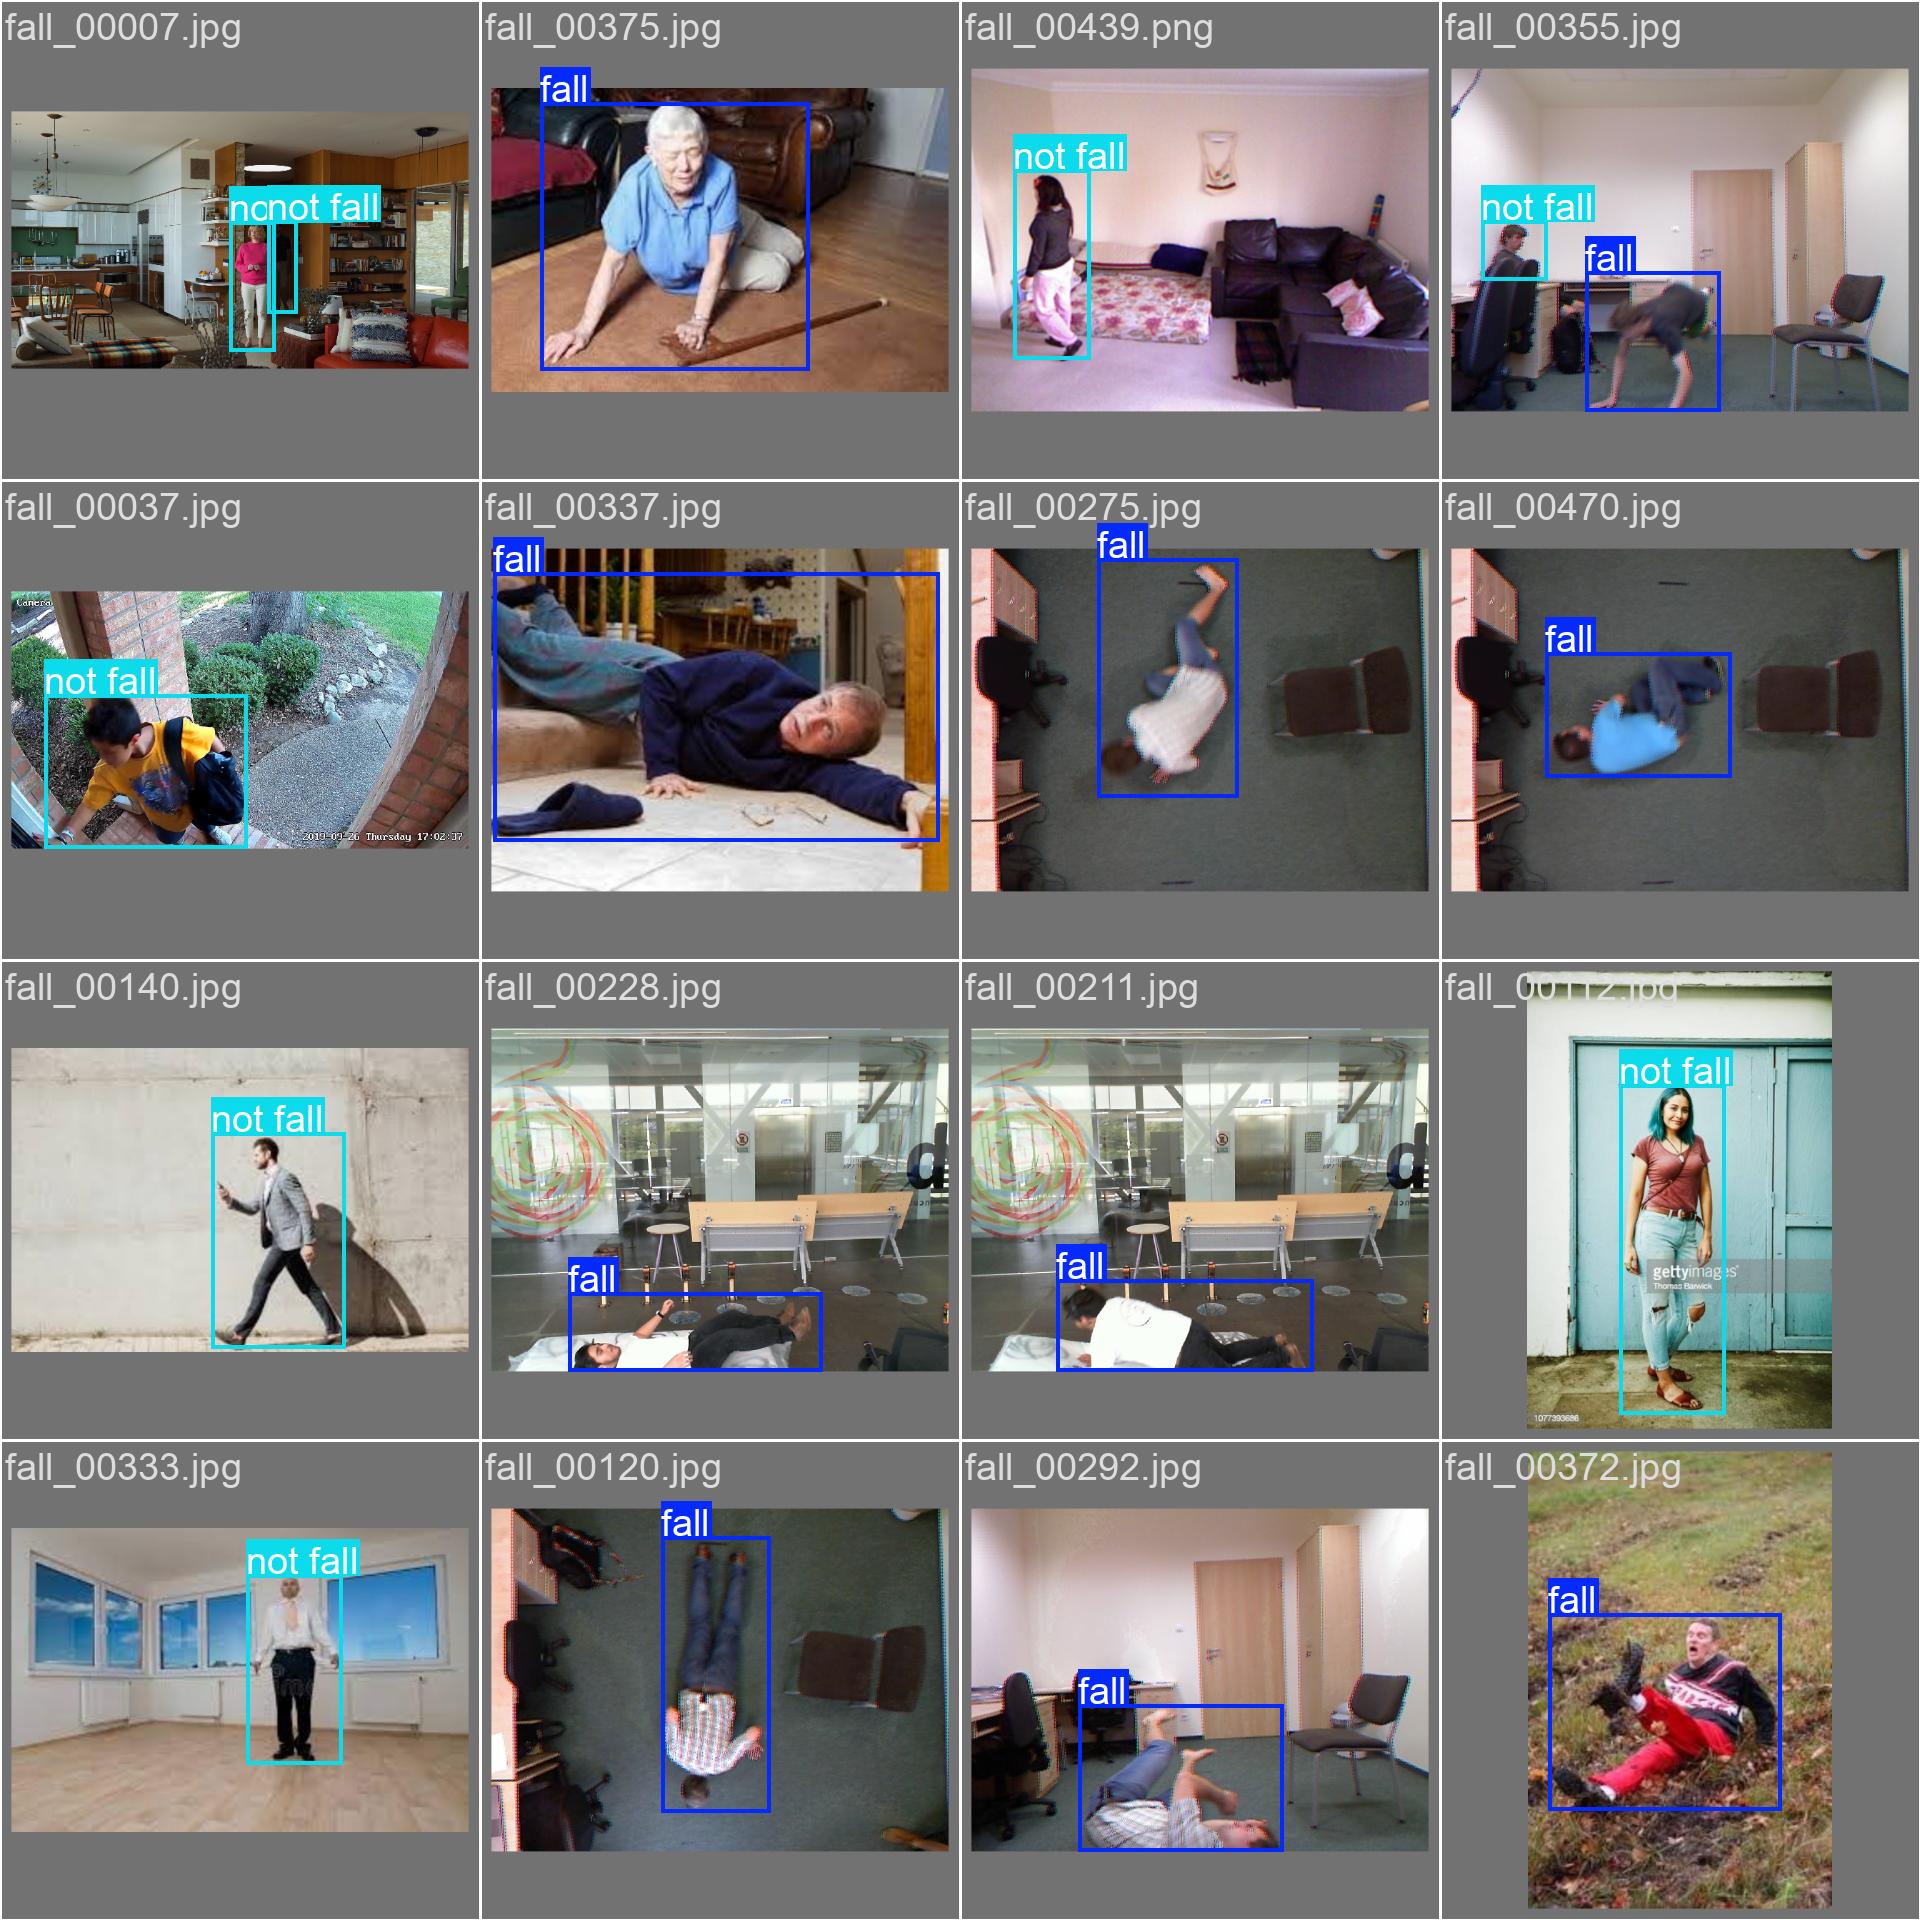 fall_00007.jpg
fall_00375.jpg
fall_00439.png
fall_00355.jpg
not fall
fall
not fall
not fall
fall
fall_00037.jpg
fall_00337.jpg
fall_00275.jpg
fall_00470.jpg
not fall
Camera
2019-09-26 Thursday 17:02:37
fall
fall
fall
fall_00140.jpg
fall_00228.jpg
fall_00211.jpg
fall_00112.jpg
not fall
fall
fall
d
not fall
gettyimages
Thomas Barwick
1077393686
fall_00333.jpg
fall_00120.jpg
fall_00292.jpg
fall_00372.jpg
not fall
fall
fall
fall